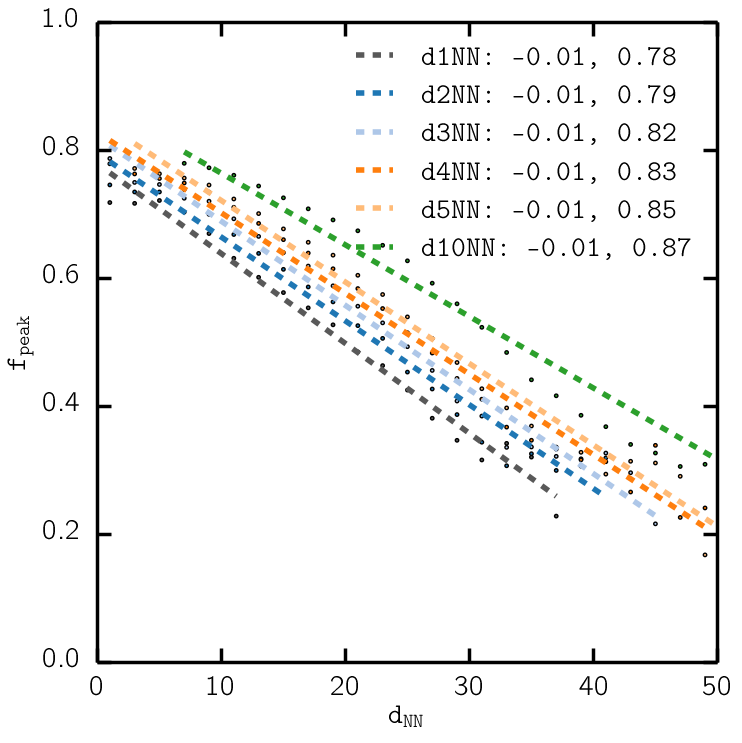 1.0
0.8
0.6
0.4
0.2
0.0
0
10
20
30
40
50
f_peak
d_NN
d1NN: -0.01, 0.78
d2NN: -0.01, 0.79
d3NN: -0.01, 0.82
d4NN: -0.01, 0.83
d5NN: -0.01, 0.85
d10NN: -0.01, 0.87